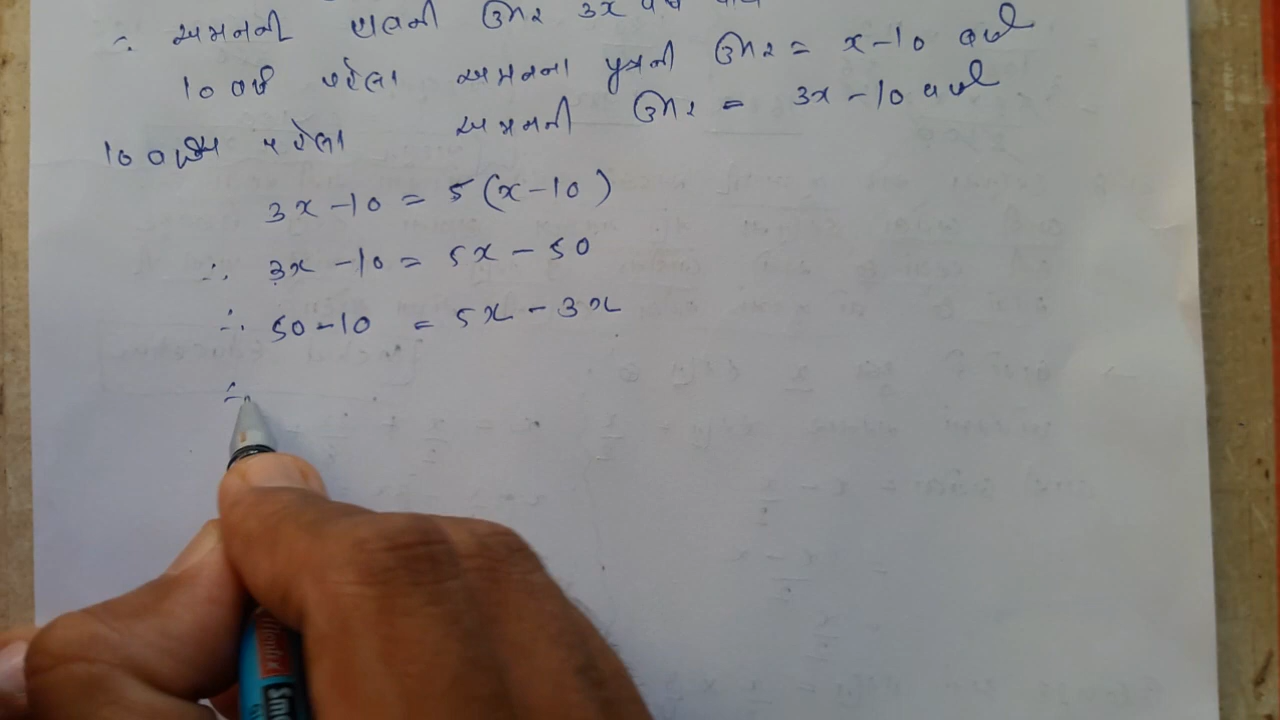 ∴ અમનની હાલની ઉંમર 3x વર્ષ
10 વર્ષ પહેલા અમનના પુત્રની ઉંમર = x-10 વર્ષ
10 વર્ષ પહેલા અમનની ઉંમર = 3x-10 વર્ષ
3x-10 = 5(x-10)
∴ 3x-10 = 5x-50
∴ 50-10 = 5x-3x
∴